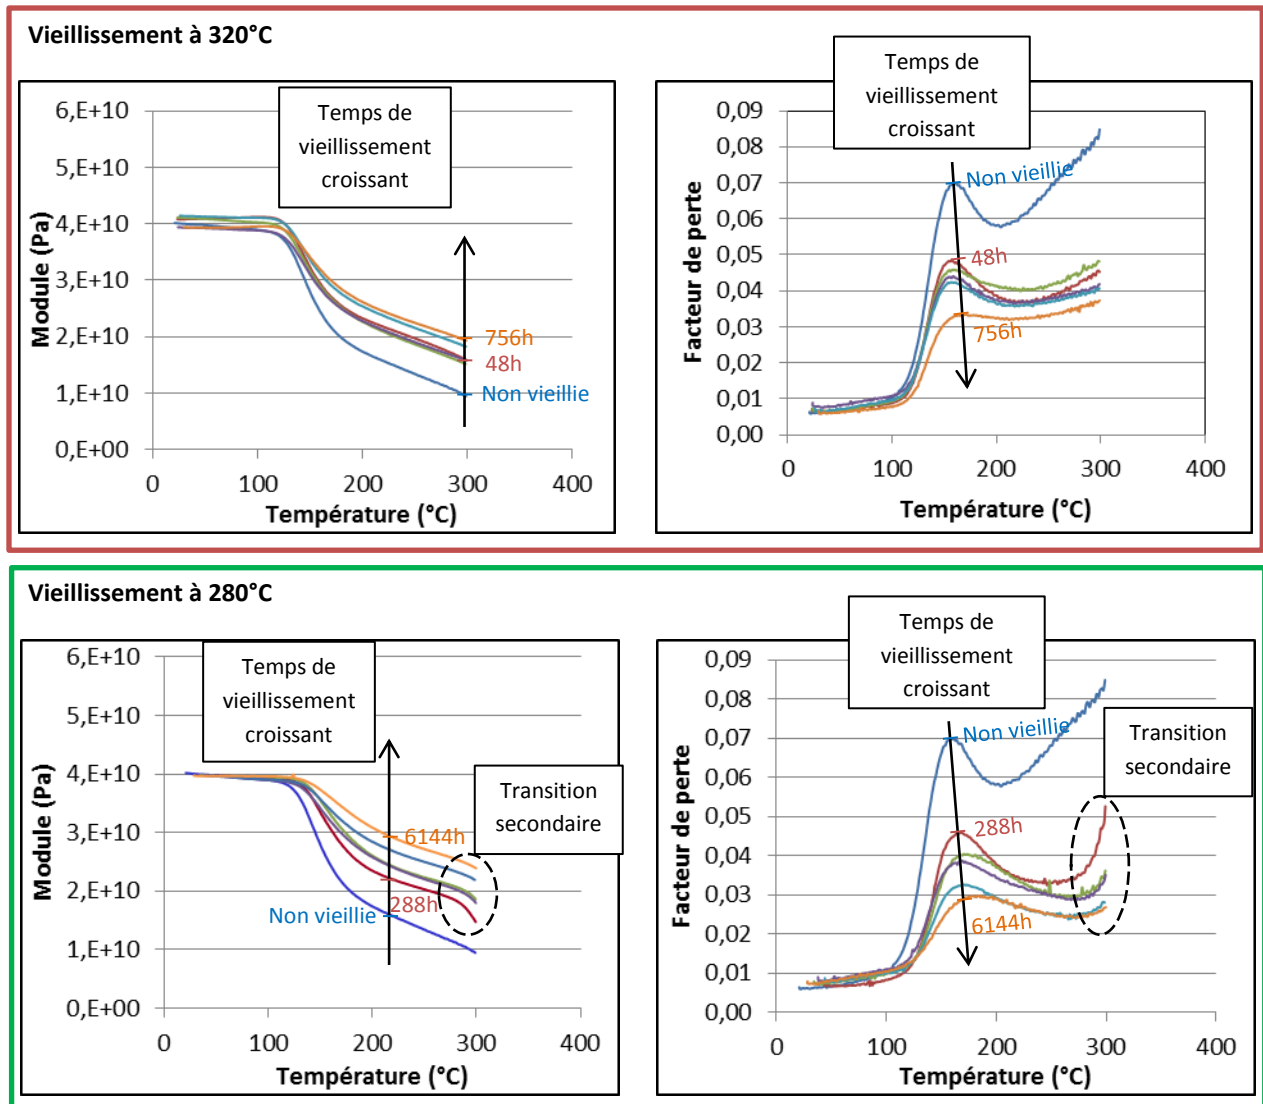 Vieillissement à 320°C
Temps de
vieillissement
croissant
6,E+10
5,E+10
4,E+10
3,E+10
2,E+10
1,E+10
0,E+00
Module (Pa)
756h
48h
Non vieillie
0 100 200 300 400
Température (°C)
Temps de
vieillissement
croissant
0,09
0,08
0,07
0,06
0,05
0,04
0,03
0,02
0,01
0,00
Facteur de perte
Non vieillie
48h
756h
0 100 200 300 400
Température (°C)
Vieillissement à 280°C
Temps de
vieillissement
croissant
6,E+10
5,E+10
4,E+10
3,E+10
2,E+10
1,E+10
0,E+00
Module (Pa)
Transition
secondaire
6144h
288h
Non vieillie
0 100 200 300 400
Température (°C)
Temps de
vieillissement
croissant
0,09
0,08
0,07
0,06
0,05
0,04
0,03
0,02
0,01
0,00
Facteur de perte
Non vieillie
Transition
secondaire
288h
6144h
0 100 200 300 400
Température (°C)